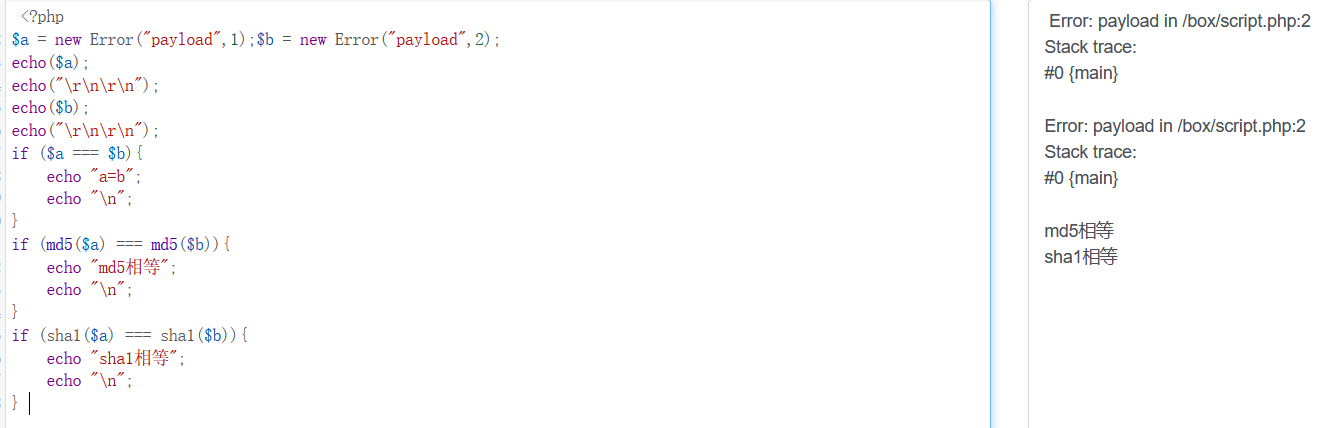 <?php
$a = new Error("payload",1);$b = new Error("payload",2);
echo($a);
echo("\r\n\r\n");
echo($b);
echo("\r\n\r\n");
if ($a === $b){
    echo "a=b";
    echo "\n";
}
if (md5($a) === md5($b)){
    echo "md5相等";
    echo "\n";
}
if (sha1($a) === sha1($b)){
    echo "sha1相等";
    echo "\n";
}
Error: payload in /box/script.php:2
Stack trace:
#0 {main}
Error: payload in /box/script.php:2
Stack trace:
#0 {main}
md5相等
sha1相等